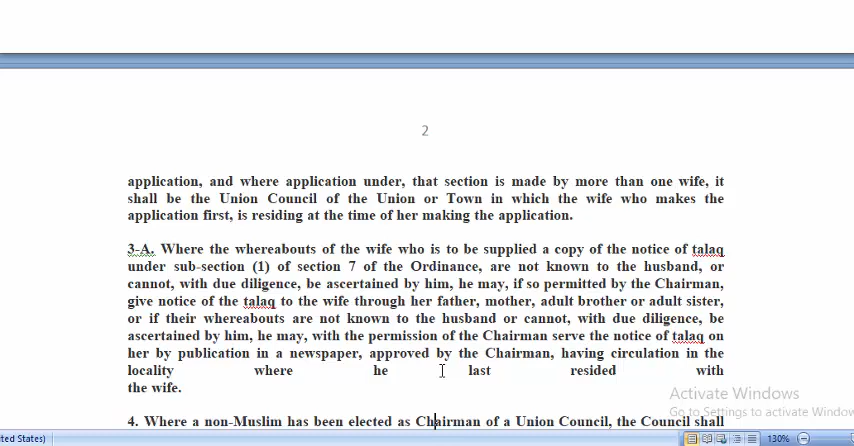 2
application, and where application under, that section is made by more than one wife, it
shall be the Union Council of the Union or Town in which the wife who makes the
application first, is residing at the time of her making the application.
3-A. Where the whereabouts of the wife who is to be supplied a copy of the notice of talaq
under sub-section (1) of section 7 of the Ordinance, are not known to the husband, or
cannot, with due diligence, be ascertained by him, he may, if so permitted by the Chairman,
give notice of the talaq to the wife through her father, mother, adult brother or adult sister,
or if their whereabouts are not known to the husband or cannot, with due diligence, be
ascertained by him, he may, with the permission of the Chairman serve the notice of talaq on
her by publication in a newspaper, approved by the Chairman, having circulation in the
locality where he last resided with
the wife.
4. Where a non-Muslim has been elected as Chairman of a Union Council, the Council shall
Activate Windows
Go to Settings to activate Windows
ted States)
130%